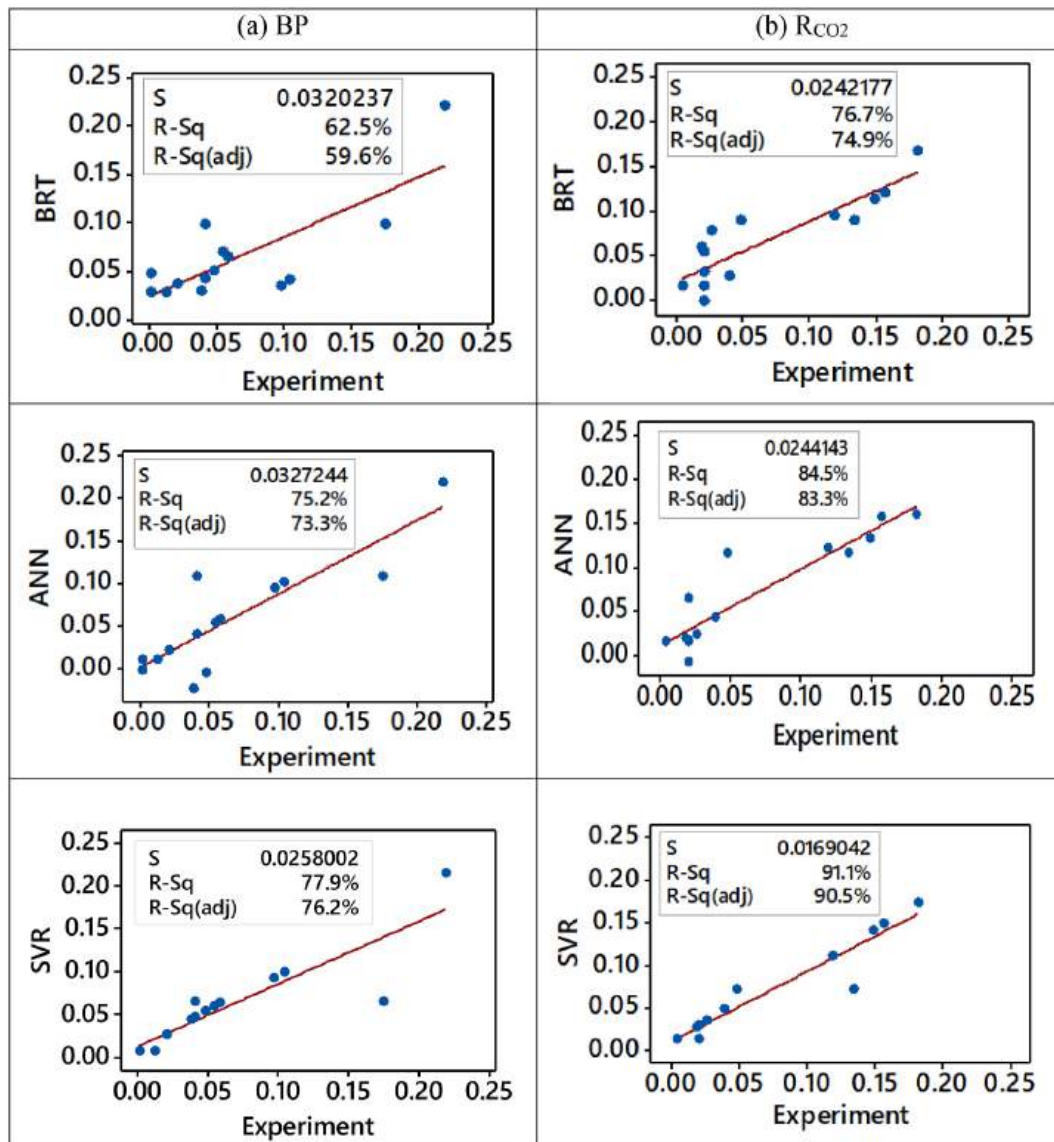 (a) BP
(b) R_CO2
0.25
0.20
0.15
0.10
0.05
0.00
BRT
S 0.0320237
R-Sq 62.5%
R-Sq(adj) 59.6%
0.00 0.05 0.10 0.15 0.20 0.25
Experiment
0.25
0.20
0.15
0.10
0.05
0.00
BRT
S 0.0242177
R-Sq 76.7%
R-Sq(adj) 74.9%
0.00 0.05 0.10 0.15 0.20 0.25
Experiment
0.25
0.20
0.15
0.10
0.05
0.00
ANN
S 0.0327244
R-Sq 75.2%
R-Sq(adj) 73.3%
0.00 0.05 0.10 0.15 0.20 0.25
Experiment
0.25
0.20
0.15
0.10
0.05
0.00
ANN
S 0.0244143
R-Sq 84.5%
R-Sq(adj) 83.3%
0.00 0.05 0.10 0.15 0.20 0.25
Experiment
0.25
0.20
0.15
0.10
0.05
0.00
SVR
S 0.0258002
R-Sq 77.9%
R-Sq(adj) 76.2%
0.00 0.05 0.10 0.15 0.20 0.25
Experiment
0.25
0.20
0.15
0.10
0.05
0.00
SVR
S 0.0169042
R-Sq 91.1%
R-Sq(adj) 90.5%
0.00 0.05 0.10 0.15 0.20 0.25
Experiment